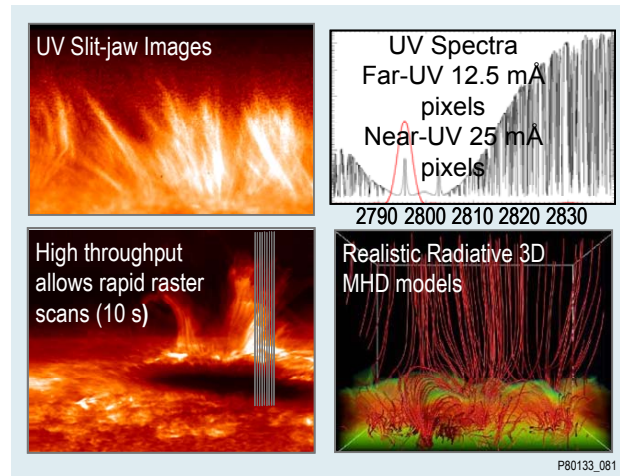 UV Slit-jaw Images
UV Spectra
Far-UV 12.5 mÅ
pixels
Near-UV 25 mÅ
pixels
2790 2800 2810 2820 2830
High throughput
allows rapid raster
scans (10 s)
Realistic Radiative 3D
MHD models
P80133_081